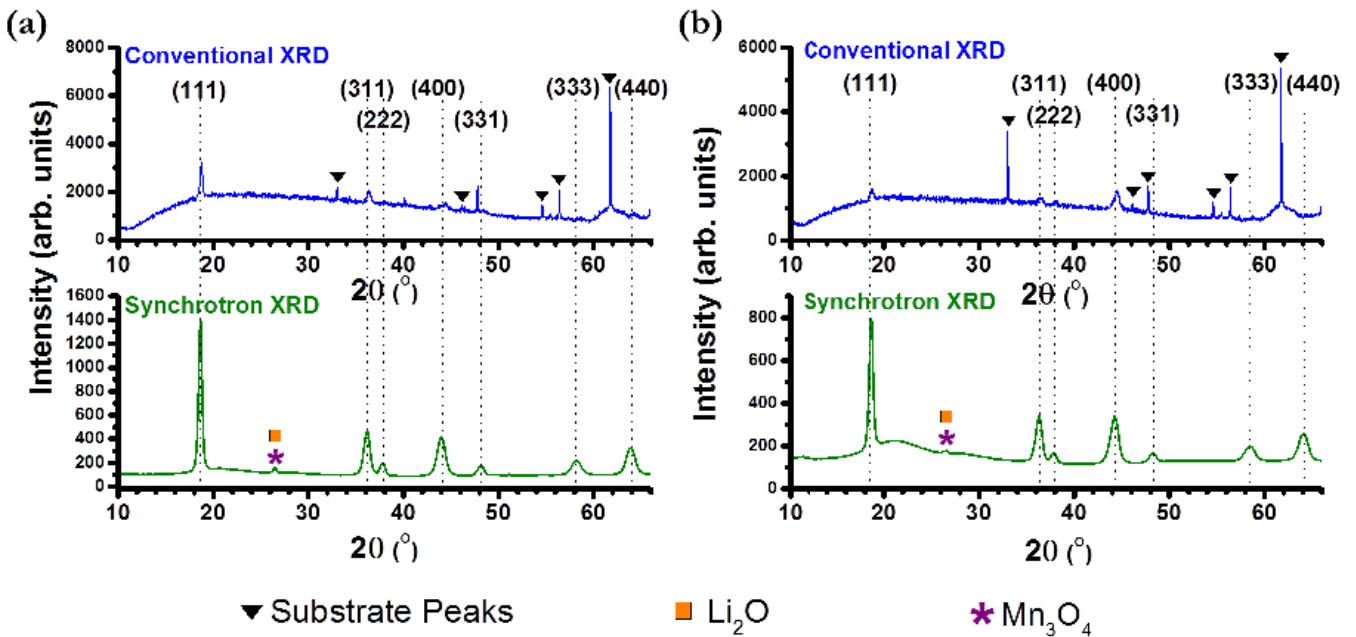 (a)
(b)
Conventional XRD
(111)
(311)
(222)
(400)
(331)
(333)
(440)
8000
6000
4000
2000
0
10 20 30 40 50 60
2θ (°)
Synchrotron XRD
1600
1400
1200
1000
800
600
400
200
0
10 20 30 40 50 60
2θ (°)
Intensity (arb. units)
Conventional XRD
(111)
(311)
(222)
(400)
(331)
(333)
(440)
6000
4000
2000
0
10 20 30 40 50 60
2θ (°)
Synchrotron XRD
800
600
400
200
0
10 20 30 40 50 60
2θ (°)
Intensity (arb. units)
▼ Substrate Peaks
■ Li₂O
* Mn₃O₄